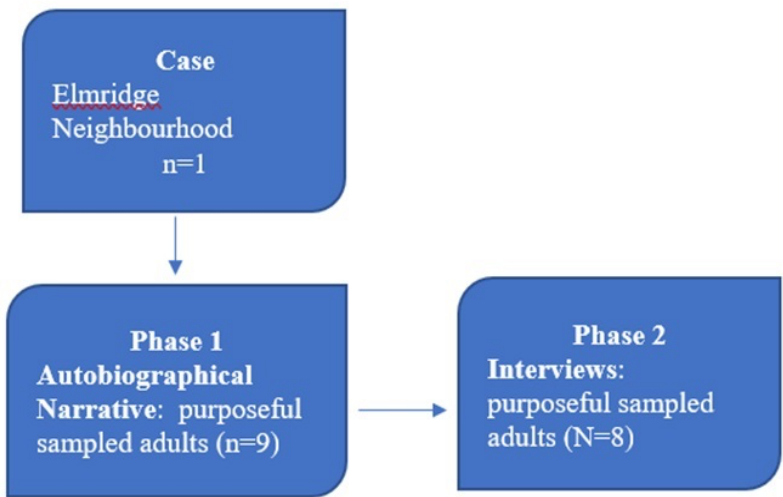 Case
Elmridge
Neighbourhood
n=1
Phase 1
Autobiographical
Narrative:  purposeful
sampled adults (n=9)
Phase 2
Interviews:
purposeful sampled
adults (N=8)